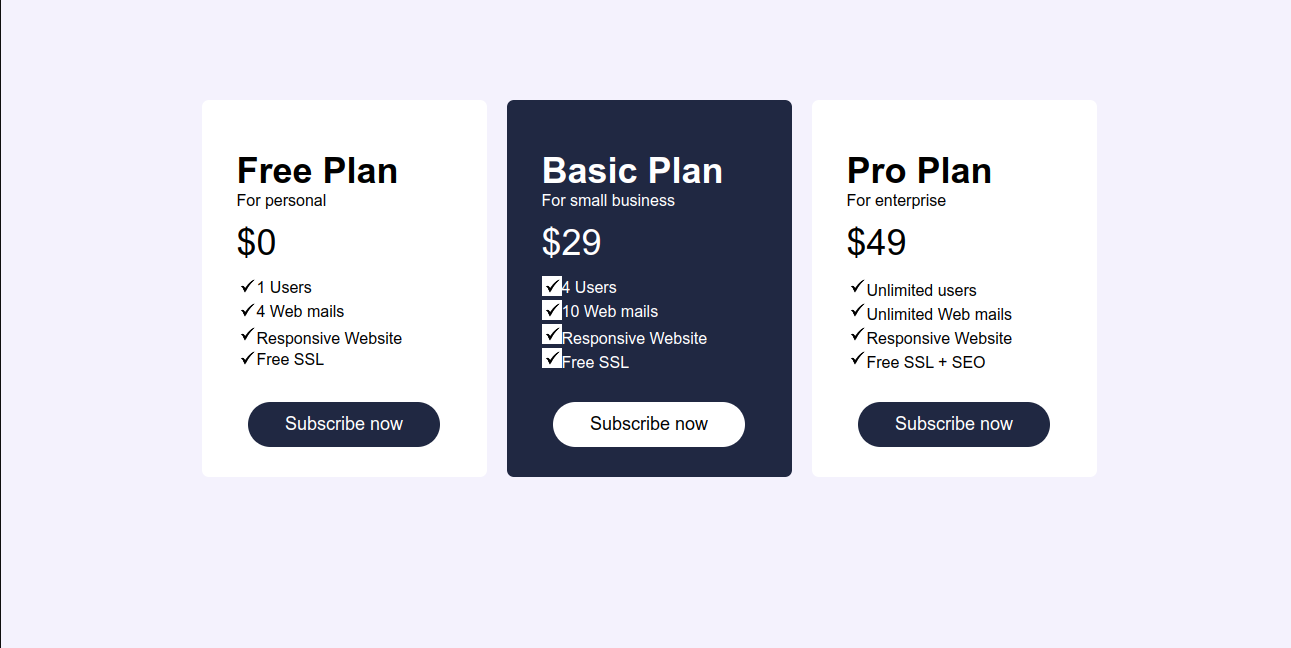 Free Plan
For personal
$0
1 Users
4 Web mails
Responsive Website
Free SSL
Subscribe now
Basic Plan
For small business
$29
4 Users
10 Web mails
Responsive Website
Free SSL
Subscribe now
Pro Plan
For enterprise
$49
Unlimited users
Unlimited Web mails
Responsive Website
Free SSL + SEO
Subscribe now